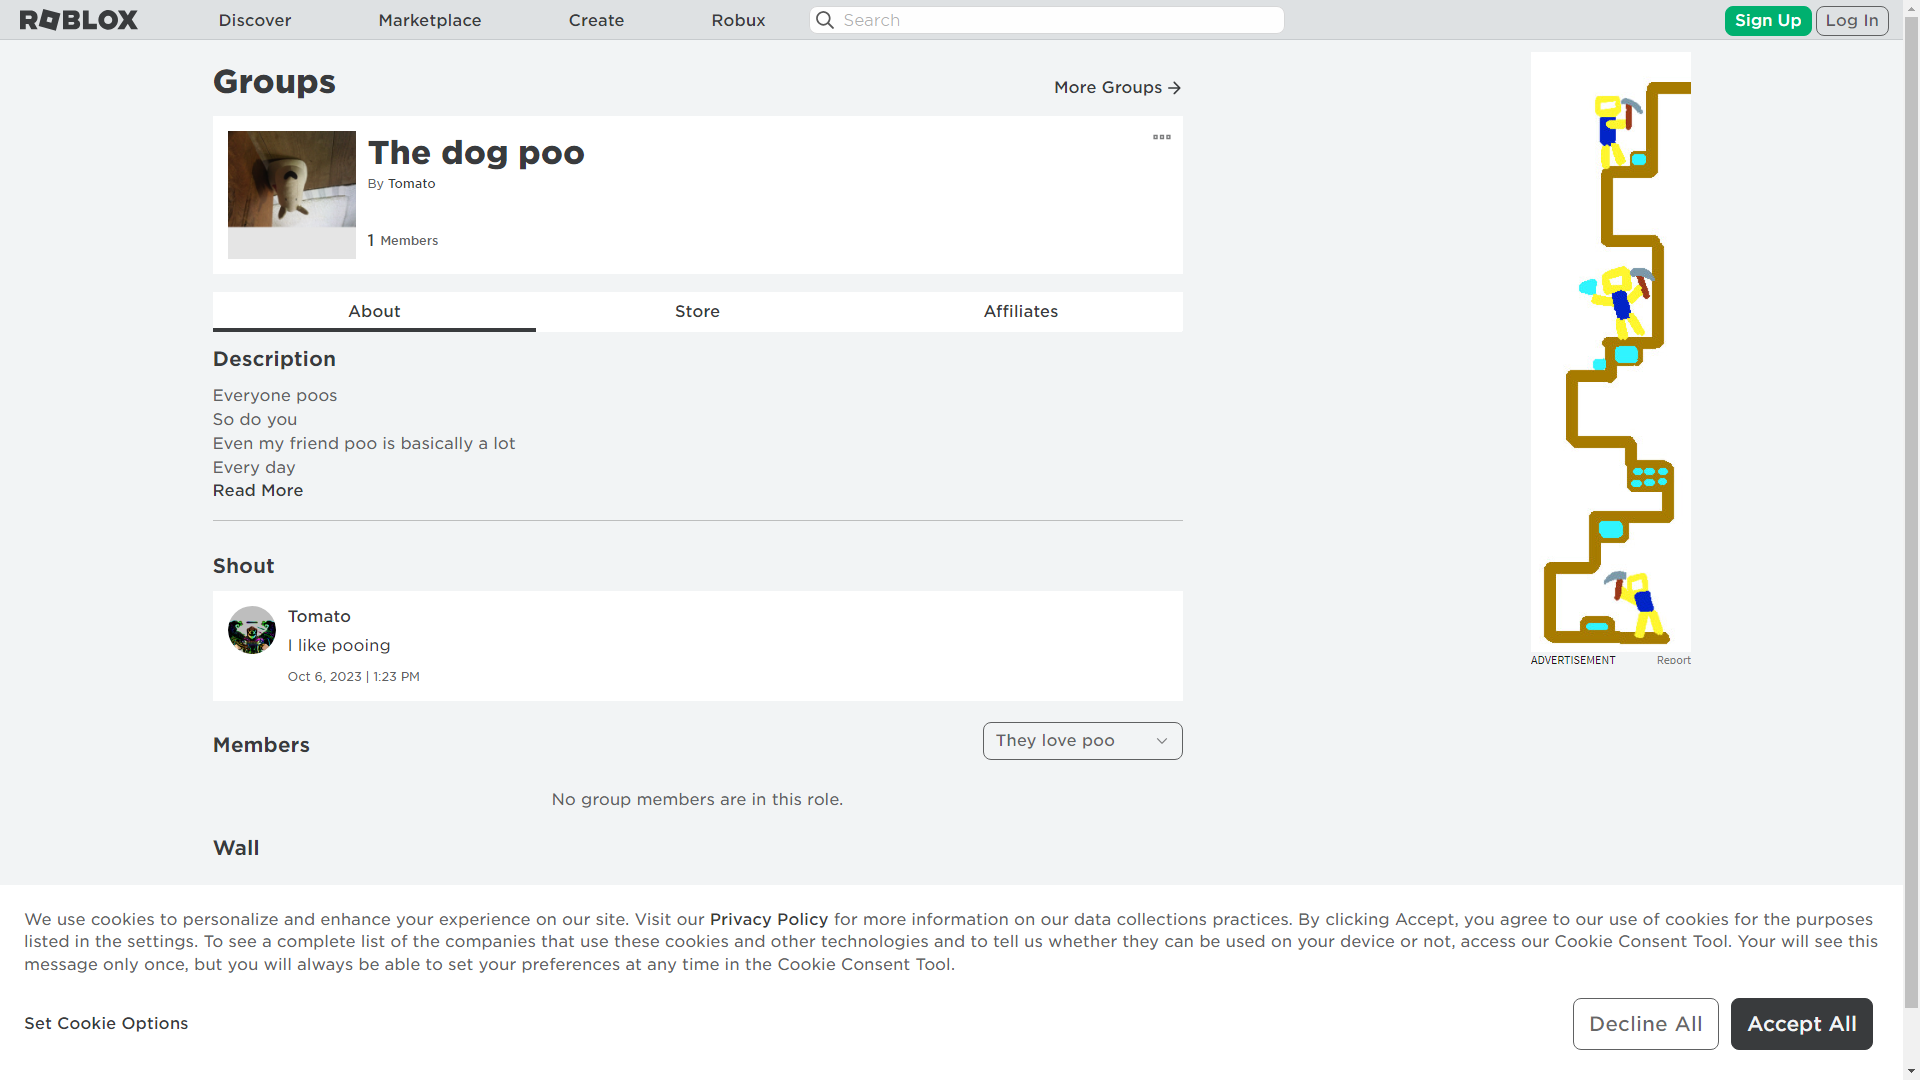 ROBLOX
Discover
Marketplace
Create
Robux
Search
Sign Up
Log In
Groups
More Groups
The dog poo
By Tomato
1 Members
About
Store
Affiliates
Description
Everyone poos
So do you
Even my friend poo is basically a lot
Every day
Read More
Shout
Tomato
I like pooing
Oct 6, 2023 | 1:23 PM
Members
They love poo
No group members are in this role.
Wall
ADVERTISEMENT
Report
We use cookies to personalize and enhance your experience on our site. Visit our Privacy Policy for more information on our data collections practices. By clicking Accept, you agree to our use of cookies for the purposes
listed in the settings. To see a complete list of the companies that use these cookies and other technologies and to tell us whether they can be used on your device or not, access our Cookie Consent Tool. Your will see this
message only once, but you will always be able to set your preferences at any time in the Cookie Consent Tool.
Set Cookie Options
Decline All
Accept All